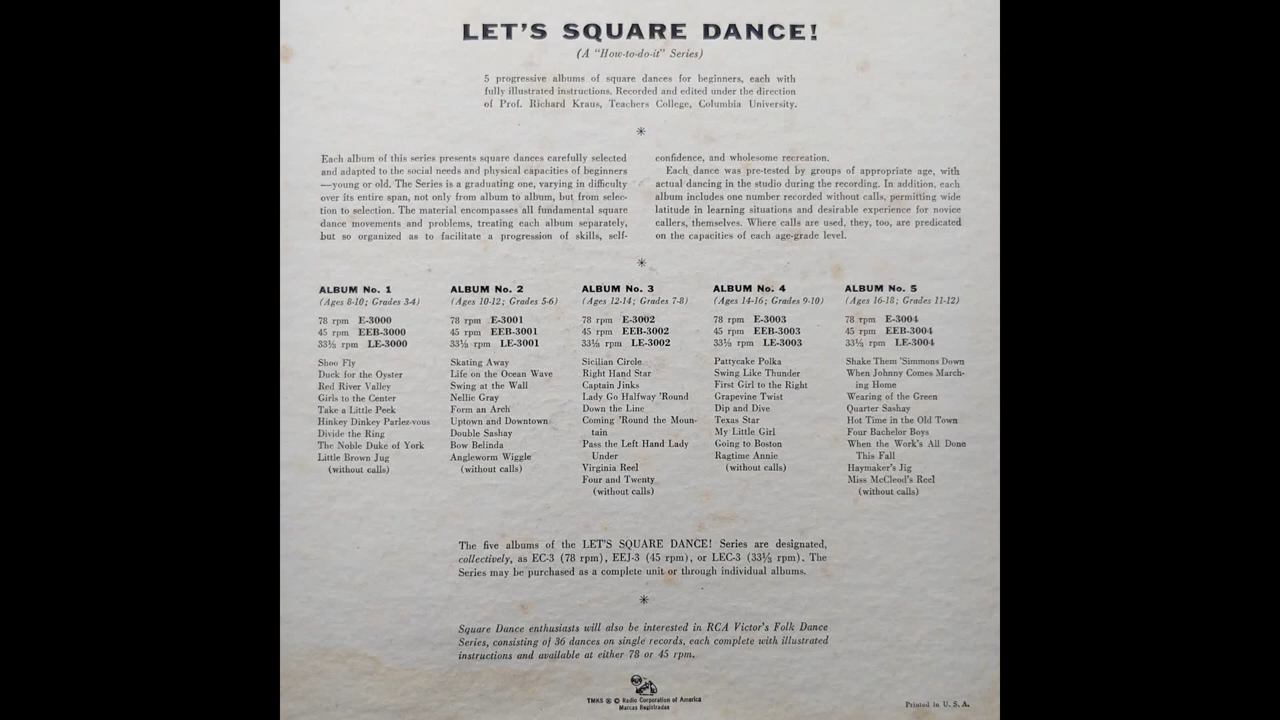 LET'S SQUARE DANCE!
(A "How-to-do-it" Series)
5 progressive albums of square dances for beginners, each with
fully illustrated instructions. Recorded and edited under the direction
of Prof. Richard Kraus, Teachers College, Columbia University.
*
Each album of this series presents square dances carefully selected
and adapted to the social needs and physical capacities of beginners
—young or old. The Series is a graduating one, varying in difficulty
over its entire span, not only from album to album, but from selec-
tion to selection. The material encompasses all fundamental square
dance movements and problems, treating each album separately,
but so organized as to facilitate a progression of skills, self-
confidence, and wholesome recreation.
Each dance was pre-tested by groups of appropriate age, with
actual dancing in the studio during the recording. In addition, each
album includes one number recorded without calls, permitting wide
latitude in learning situations and desirable experience for novice
callers, themselves. Where calls are used, they, too, are predicated
on the capacities of each age-grade level.
*
ALBUM No. 1
(Ages 8-10; Grades 3-4)
78 rpm E-3000
45 rpm EEB-3000
33⅓ rpm LE-3000
Shoo Fly
Duck for the Oyster
Red River Valley
Girls to the Center
Take a Little Peek
Hinkey Dinkey Parlez-vous
Divide the Ring
The Noble Duke of York
Little Brown Jug
(without calls)
ALBUM No. 2
(Ages 10-12; Grades 5-6)
78 rpm E-3001
45 rpm EEB-3001
33⅓ rpm LE-3001
Skating Away
Life on the Ocean Wave
Swing at the Wall
Nellie Gray
Form an Arch
Uptown and Downtown
Double Sashay
Bow Belinda
Angleworm Wiggle
(without calls)
ALBUM No. 3
(Ages 12-14; Grades 7-8)
78 rpm E-3002
45 rpm EEB-3002
33⅓ rpm LE-3002
Sicilian Circle
Right Hand Star
Captain Jinks
Lady Go Halfway 'Round
Down the Line
Coming 'Round the Moun-
tain
Pass the Left Hand Lady
Under
Virginia Reel
Four and Twenty
(without calls)
ALBUM No. 4
(Ages 14-16; Grades 9-10)
78 rpm E-3003
45 rpm EEB-3003
33⅓ rpm LE-3003
Pattycake Polka
Swing Like Thunder
First Girl to the Right
Grapevine Twist
Dip and Dive
Texas Star
My Little Girl
Going to Boston
Ragtime Annie
(without calls)
ALBUM No. 5
(Ages 16-18; Grades 11-12)
78 rpm E-3004
45 rpm EEB-3004
33⅓ rpm LE-3004
Shake Them 'Simmons Down
When Johnny Comes March-
ing Home
Wearing of the Green
Quarter Sashay
Hot Time in the Old Town
Four Bachelor Boys
When the Work's All Done
This Fall
Haymaker's Jig
Miss McCleod's Reel
(without calls)
The five albums of the LET'S SQUARE DANCE! Series are designated,
collectively, as EC-3 (78 rpm), EEJ-3 (45 rpm), or LEC-3 (33⅓ rpm). The
Series may be purchased as a complete unit or through individual albums.
*
Square Dance enthusiasts will also be interested in RCA Victor's Folk Dance
Series, consisting of 36 dances on single records, each complete with illustrated
instructions and available at either 78 or 45 rpm.
TMKS ® © Radio Corporation of America
Marcas Registradas
Printed in U. S. A.